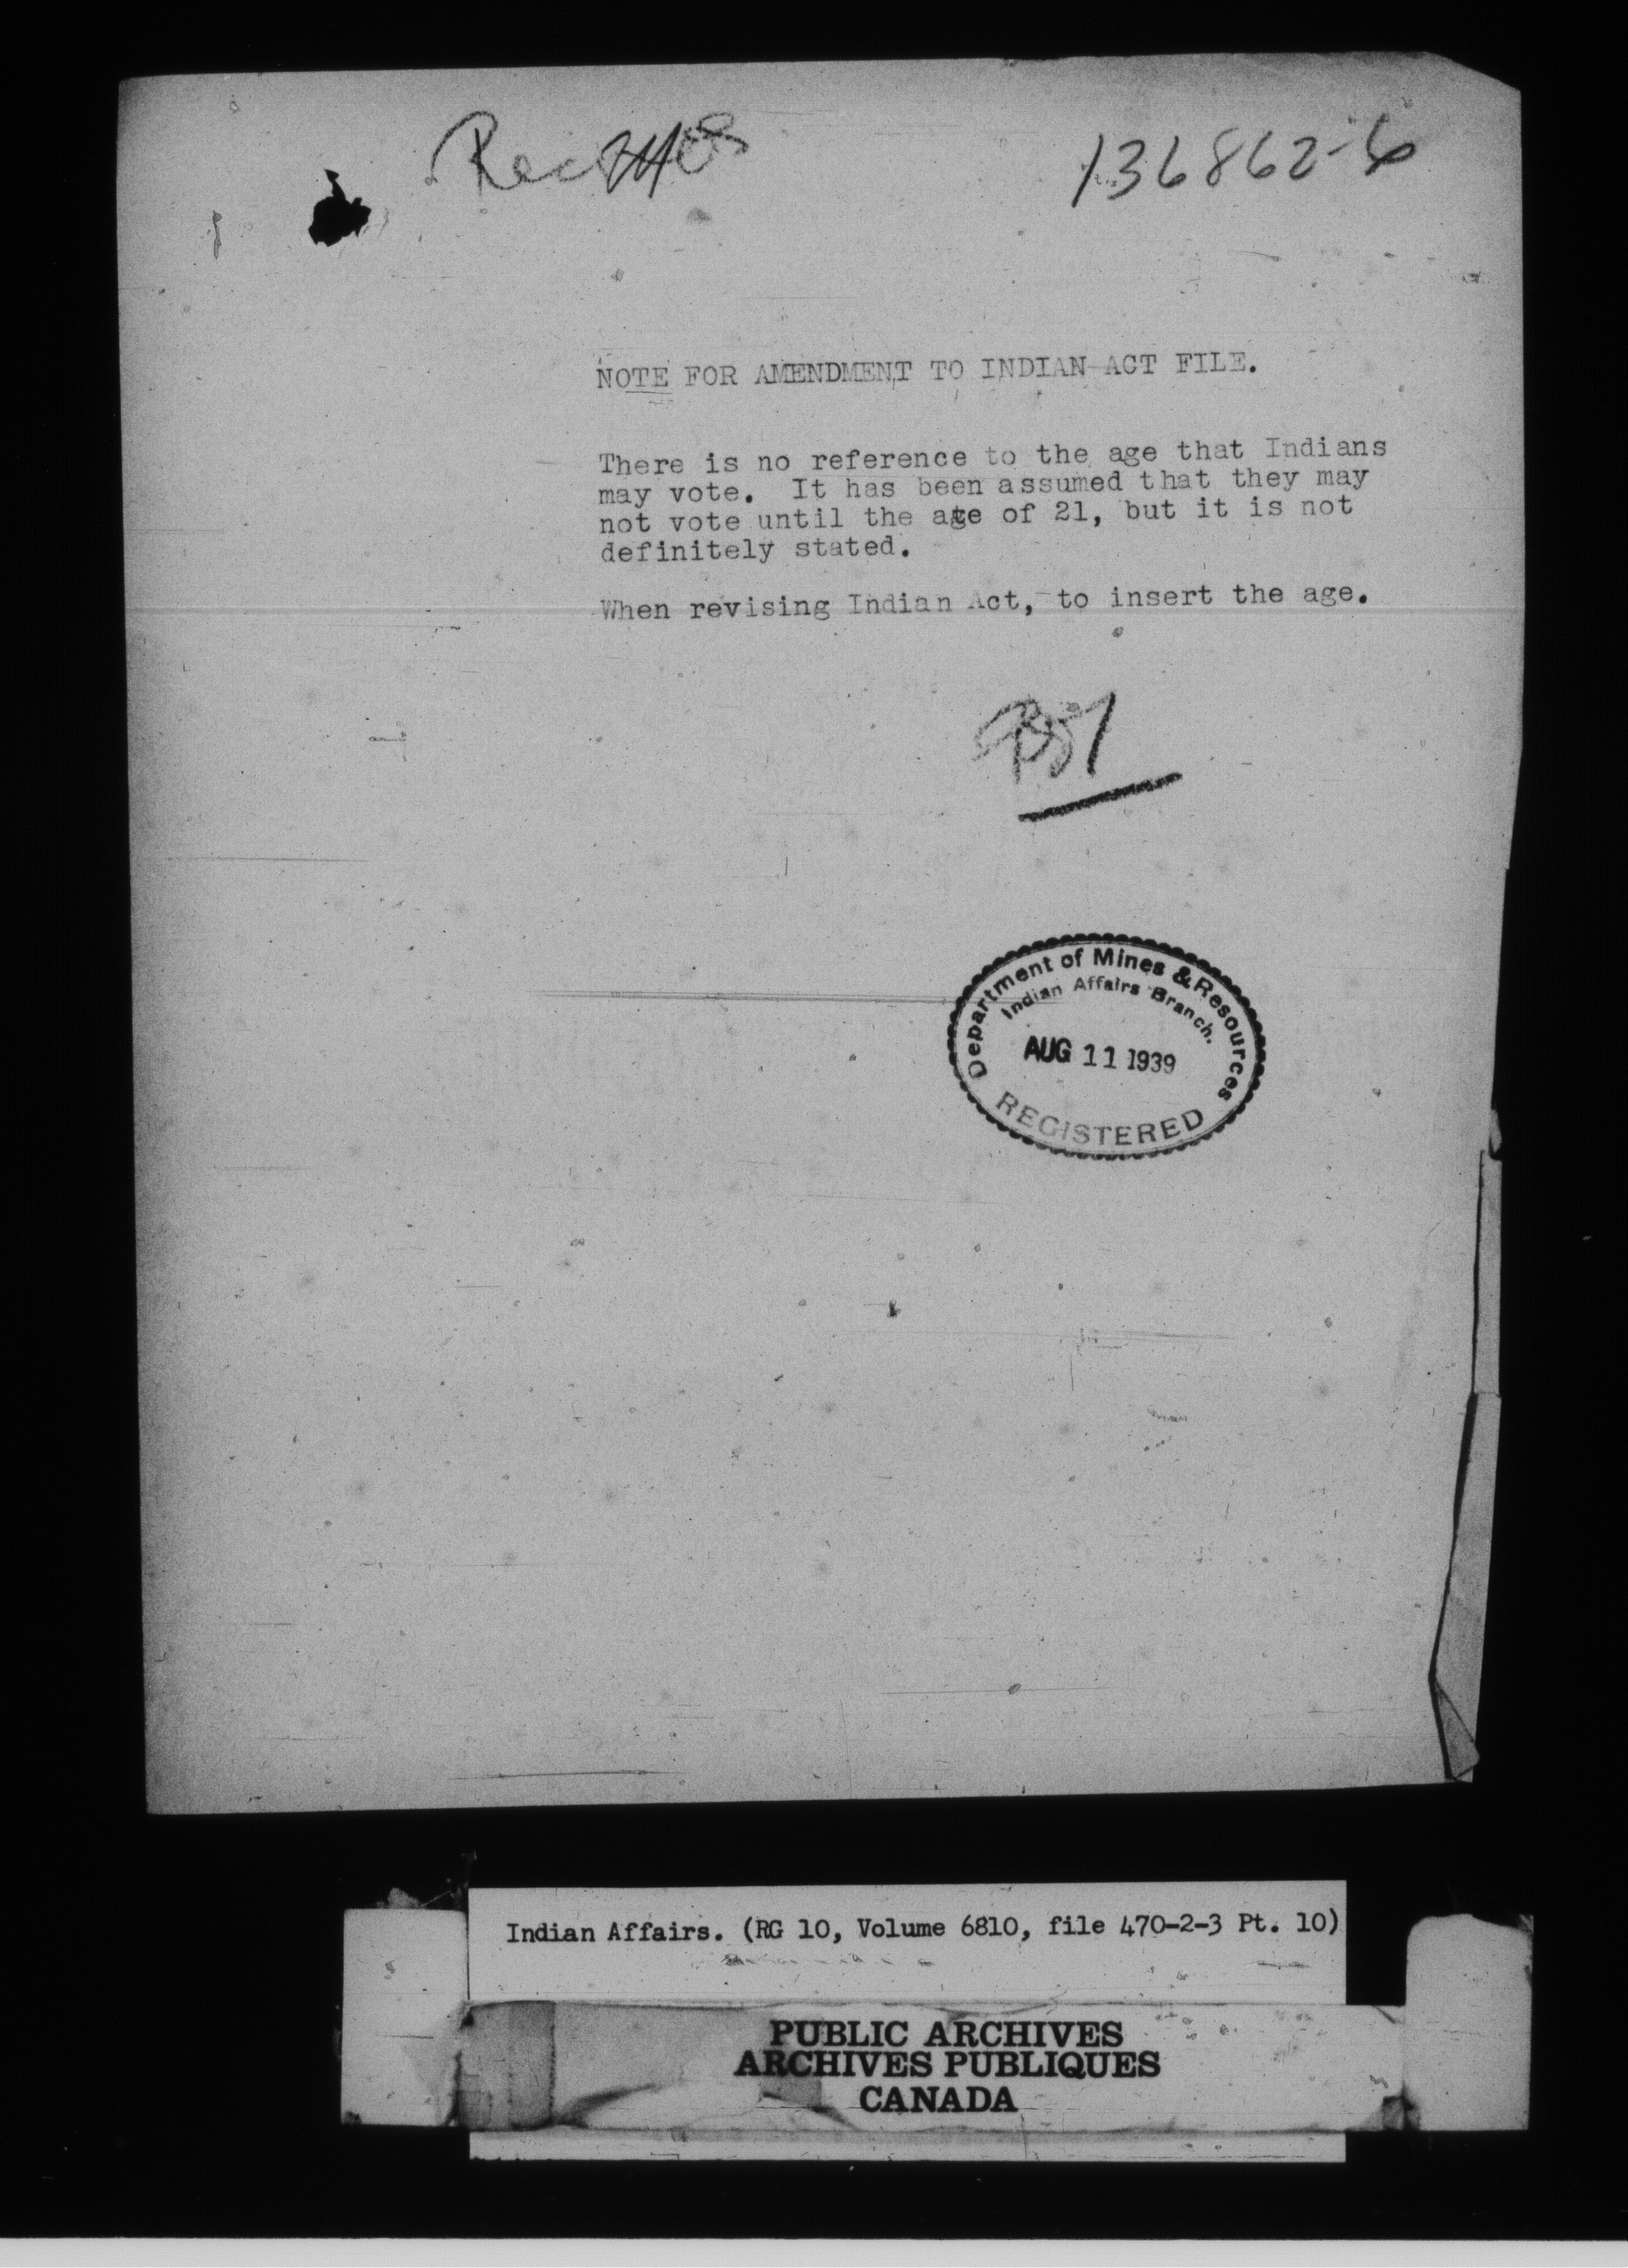 136862-6
NOTE FOR AMENDMENT TO INDIAN ACT FILE.
There is no reference to the age that Indians
may vote. It has been assumed that they may
not vote until the age of 21, but it is not
definitely stated.
When revising Indian Act, to insert the age.
Department of Mines & Resources
Indian Affairs Branch.
AUG 11 1939
REGISTERED
Indian Affairs. (RG 10, Volume 6810, file 470-2-3 Pt. 10)
PUBLIC ARCHIVES
ARCHIVES PUBLIQUES
CANADA